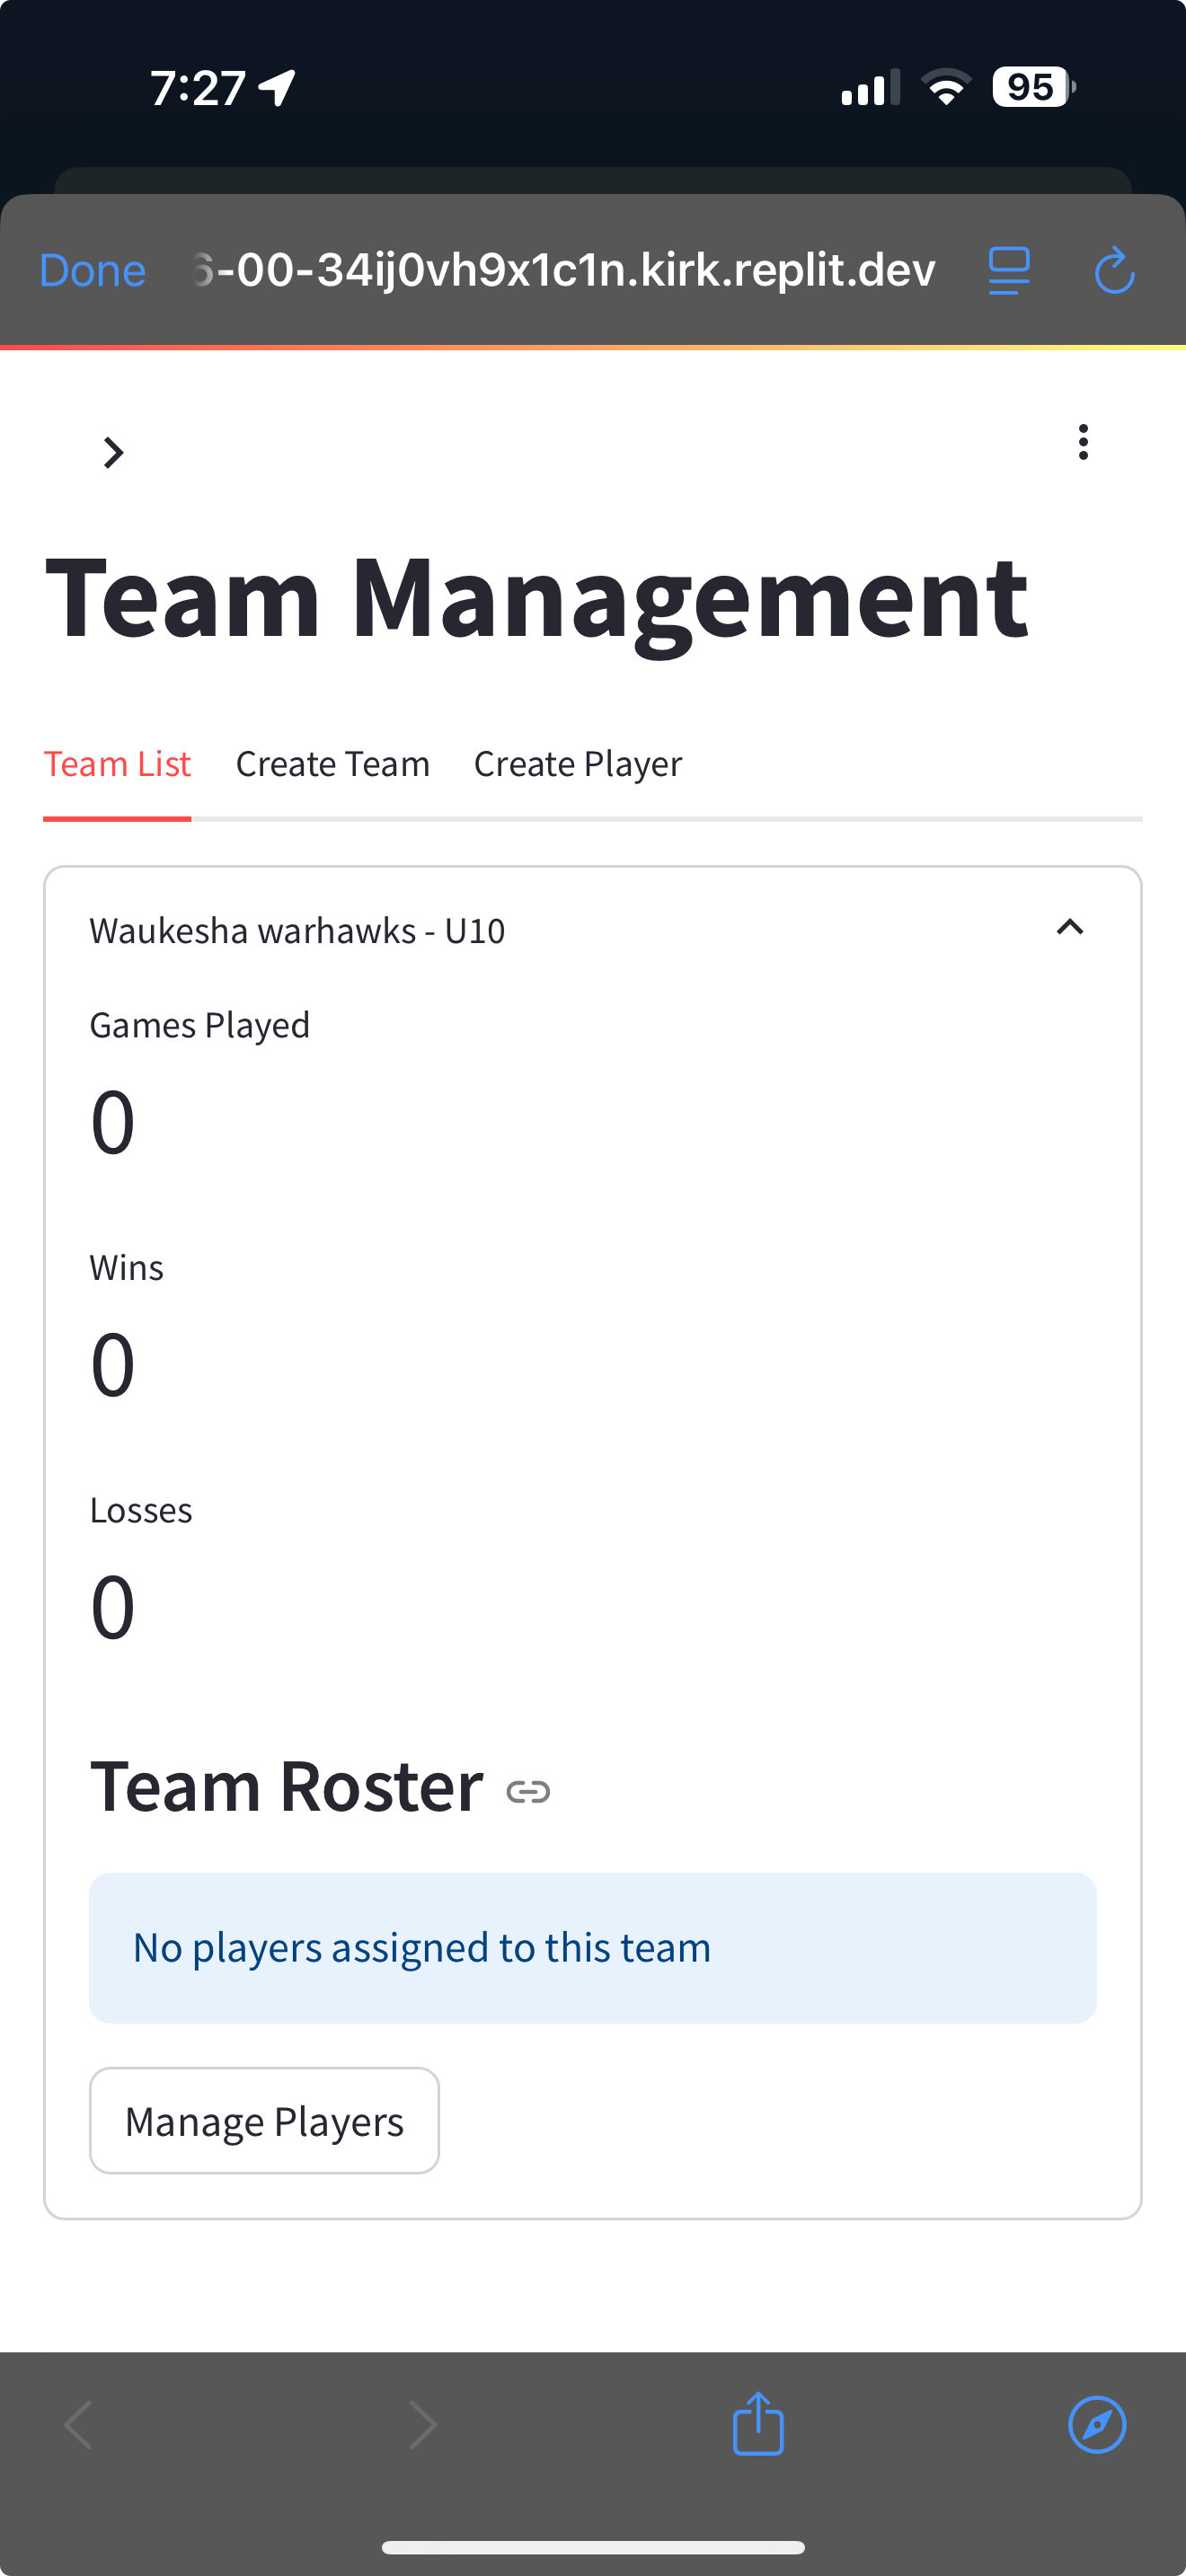 7:27
95
Done
-00-34ij0vh9x1c1n.kirk.replit.dev
Team Management
Team List Create Team Create Player
Waukesha warhawks - U10
Games Played
0
Wins
0
Losses
0
Team Roster
No players assigned to this team
Manage Players